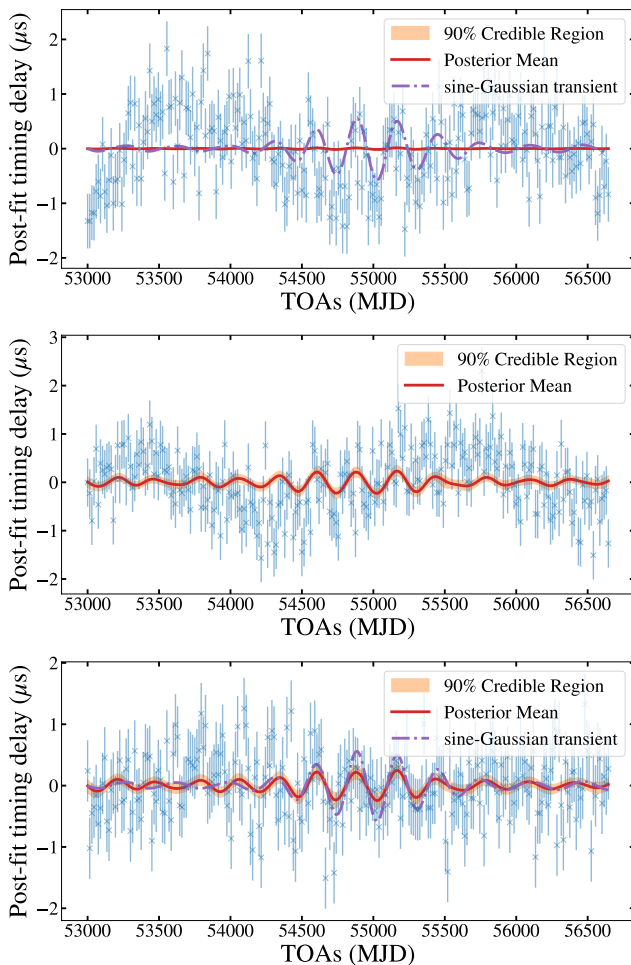 Post-fit timing delay (μs)
2
1
0
−1
−2
90% Credible Region
Posterior Mean
sine-Gaussian transient
53000 53500 54000 54500 55000 55500 56000 56500
TOAs (MJD)
Post-fit timing delay (μs)
3
2
1
0
−1
−2
90% Credible Region
Posterior Mean
53000 53500 54000 54500 55000 55500 56000 56500
TOAs (MJD)
Post-fit timing delay (μs)
2
1
0
−1
−2
90% Credible Region
Posterior Mean
sine-Gaussian transient
53000 53500 54000 54500 55000 55500 56000 56500
TOAs (MJD)